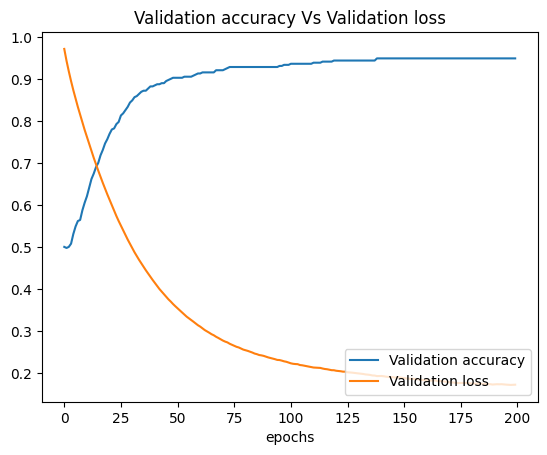 Validation accuracy Vs Validation loss
1.0
0.9
0.8
0.7
0.6
0.5
0.4
0.3
0.2
Validation accuracy
Validation loss
0 25 50 75 100 125 150 175 200
epochs